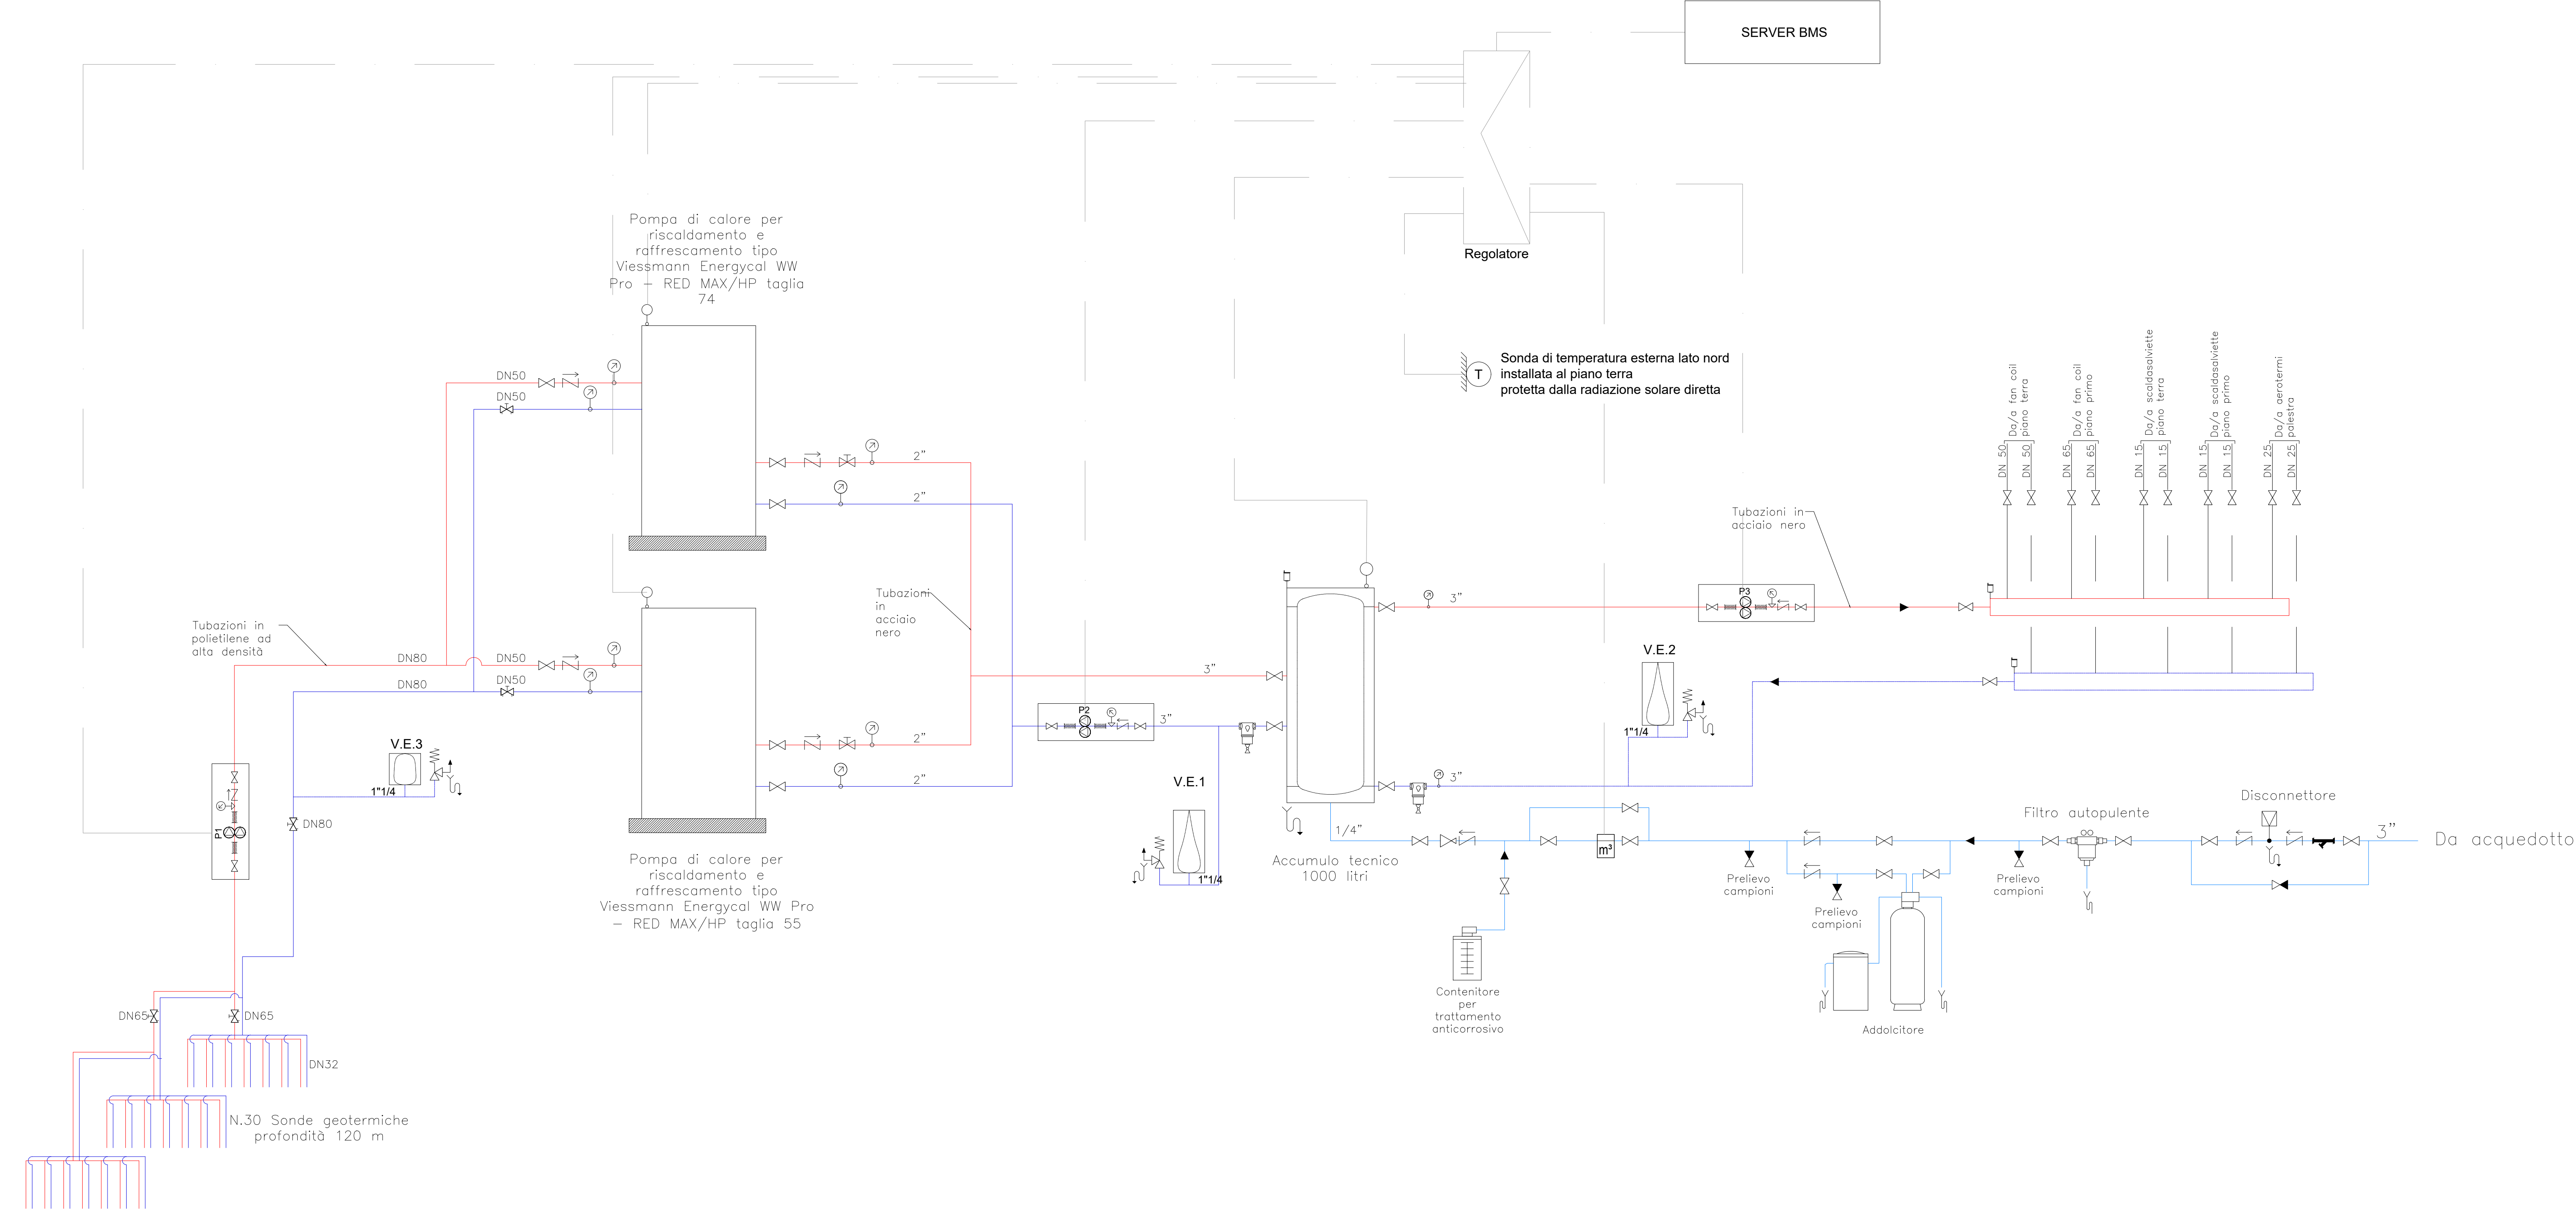 SERVER BMS
Regolatore
Pompa di calore per
riscaldamento e
raffrescamento tipo
Viessmann Energycal WW
Pro - RED MAX/HP taglia
74
Sonda di temperatura esterna lato nord
installata al piano terra
protetta dalla radiazione solare diretta
T
DN50
DN50
2"
2"
Da/a fan coil
piano terra
Da/a fan coil
piano primo
Da/a scaldasalviette
piano terra
Da/a scaldasalviette
piano primo
Da/a aerotermi
palestra
DN 50
DN 50
DN 65
DN 65
DN 15
DN 15
DN 15
DN 15
DN 25
DN 25
Tubazioni in
acciaio nero
Tubazioni
in
acciaio
nero
Tubazioni in
polietilene ad
alta densità
3"
P3
DN80
DN50
DN80
DN50
3"
V.E.2
1"1/4
P2
3"
2"
2"
V.E.3
1"1/4
P1
DN80
V.E.1
1"1/4
3"
1/4"
Accumulo tecnico
1000 litri
m³
Prelievo
campioni
Prelievo
campioni
Prelievo
campioni
Filtro autopulente
Disconnettore
3"
Da acquedotto
Pompa di calore per
riscaldamento e
raffrescamento tipo
Viessmann Energycal WW Pro
- RED MAX/HP taglia 55
Contenitore
per
trattamento
anticorrosivo
Addolcitore
DN65
DN65
DN32
N.30 Sonde geotermiche
profondità 120 m